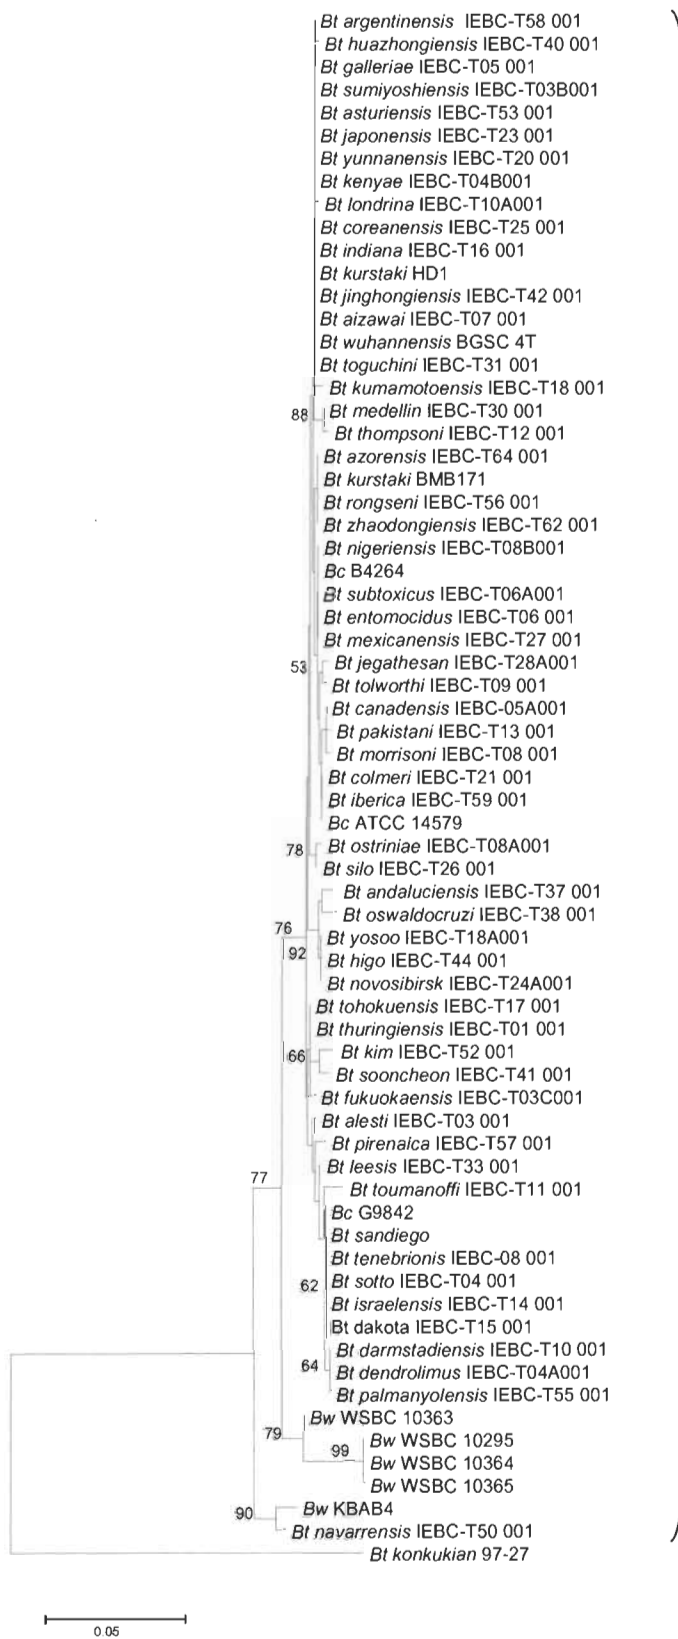 Bt argentinensis IEBC-T58 001
Bt huazhongiensis IEBC-T40 001
Bt galleriae IEBC-T05 001
Bt sumiyoshiensis IEBC-T03B001
Bt asturiensis IEBC-T53 001
Bt japonensis IEBC-T23 001
Bt yunnanensis IEBC-T20 001
Bt kenyae IEBC-T04B001
Bt londrina IEBC-T10A001
Bt coreanensis IEBC-T25 001
Bt indiana IEBC-T16 001
Bt kurstaki HD1
Bt jinghongiensis IEBC-T42 001
Bt aizawai IEBC-T07 001
Bt wuhannensis BGSC 4T
Bt toguchini IEBC-T31 001
Bt kumamotoensis IEBC-T18 001
88
Bt medellin IEBC-T30 001
Bt thompsoni IEBC-T12 001
Bt azorensis IEBC-T64 001
Bt kurstaki BMB171
Bt rongseni IEBC-T56 001
Bt zhaodongiensis IEBC-T62 001
Bt nigeriensis IEBC-T08B001
Bc B4264
Bt subtoxicus IEBC-T06A001
Bt entomocidus IEBC-T06 001
Bt mexicanensis IEBC-T27 001
53
Bt jegathesan IEBC-T28A001
Bt tolworthi IEBC-T09 001
Bt canadensis IEBC-05A001
Bt pakistani IEBC-T13 001
Bt morrisoni IEBC-T08 001
Bt colmeri IEBC-T21 001
Bt iberica IEBC-T59 001
Bc ATCC 14579
78
Bt ostriniae IEBC-T08A001
Bt silo IEBC-T26 001
Bt andaluciensis IEBC-T37 001
Bt oswaldocruzi IEBC-T38 001
76
Bt yosoo IEBC-T18A001
92
Bt higo IEBC-T44 001
Bt novosibirsk IEBC-T24A001
Bt tohokuensis IEBC-T17 001
Bt thuringiensis IEBC-T01 001
66
Bt kim IEBC-T52 001
Bt sooncheon IEBC-T41 001
Bt fukuokaensis IEBC-T03C001
Bt alesti IEBC-T03 001
Bt pirenalca IEBC-T57 001
Bt leesis IEBC-T33 001
77
Bt toumanoffi IEBC-T11 001
Bc G9842
Bt sandiego
Bt tenebrionis IEBC-08 001
62
Bt sotto IEBC-T04 001
Bt israelensis IEBC-T14 001
Bt dakota IEBC-T15 001
Bt darmstadiensis IEBC-T10 001
64
Bt dendrolimus IEBC-T04A001
Bt palmanyolensis IEBC-T55 001
Bw WSBC 10363
79
Bw WSBC 10295
99
Bw WSBC 10364
Bw WSBC 10365
Bw KBAB4
90
Bt navarrensis IEBC-T50 001
Bt konkukian 97-27
0.05